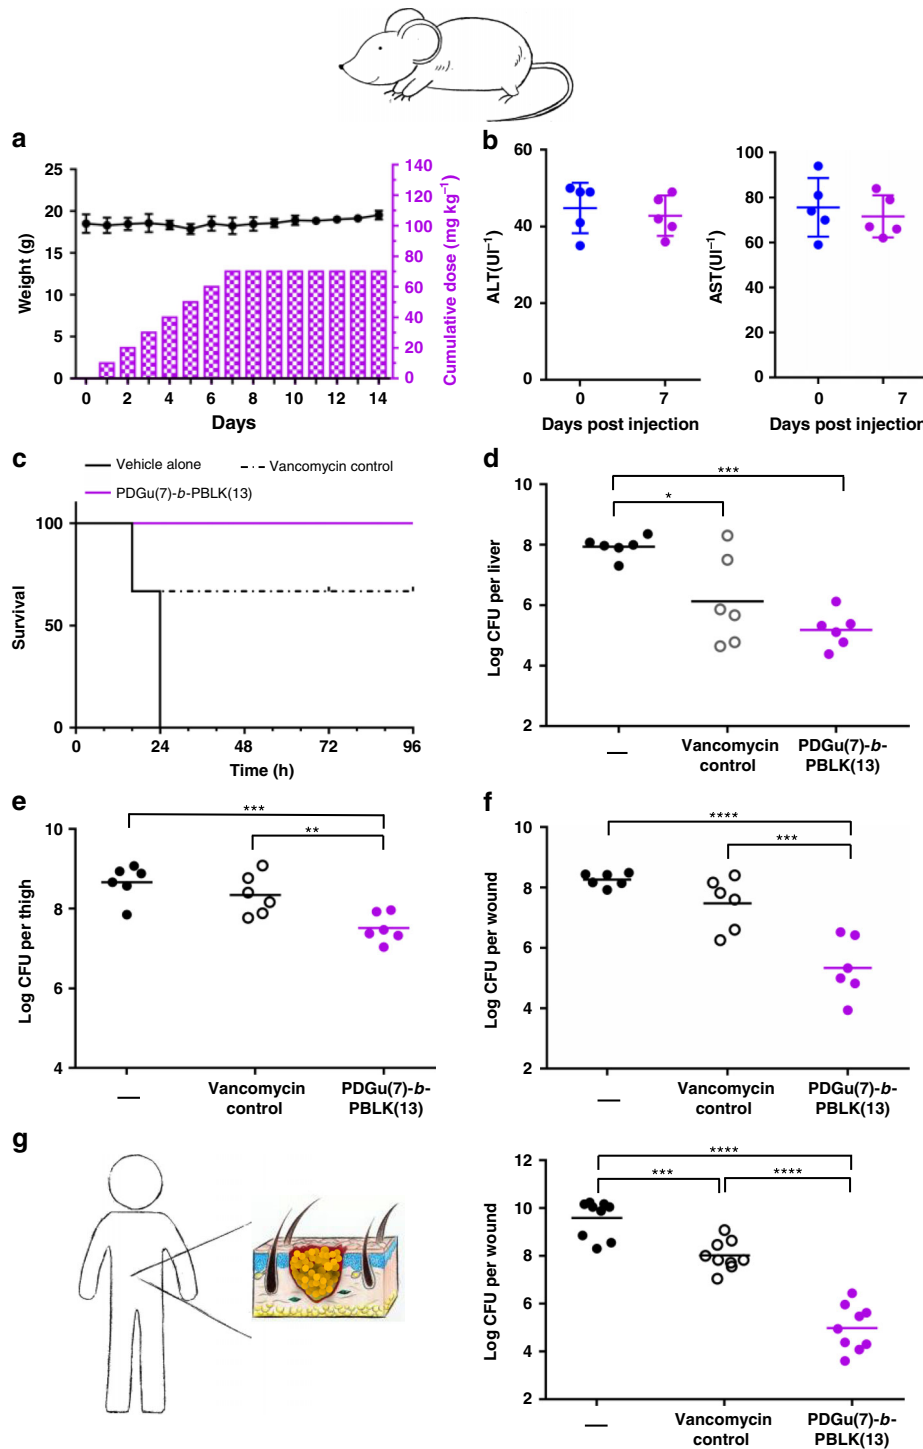 a
25
20
15
10
5
0
Weight (g)
140
120
100
80
60
40
20
0
Cumulative dose (mg kg⁻¹)
0 2 4 6 8 10 12 14
Days
b
60
40
20
0
ALT(UI⁻¹)
0 7
Days post injection
100
80
60
40
20
0
AST(UI⁻¹)
0 7
Days post injection
c
Vehicle alone
Vancomycin control
PDGu(7)-b-PBLK(13)
100
50
0
Survival
0 24 48 72 96
Time (h)
d
***
*
10
8
6
4
2
Log CFU per liver
—
Vancomycin
control
PDGu(7)-b-
PBLK(13)
e
***
**
10
8
6
4
Log CFU per thigh
—
Vancomycin
control
PDGu(7)-b-
PBLK(13)
f
****
***
10
8
6
4
2
Log CFU per wound
—
Vancomycin
control
PDGu(7)-b-
PBLK(13)
g
****
*** ****
12
10
8
6
4
2
Log CFU per wound
—
Vancomycin
control
PDGu(7)-b-
PBLK(13)